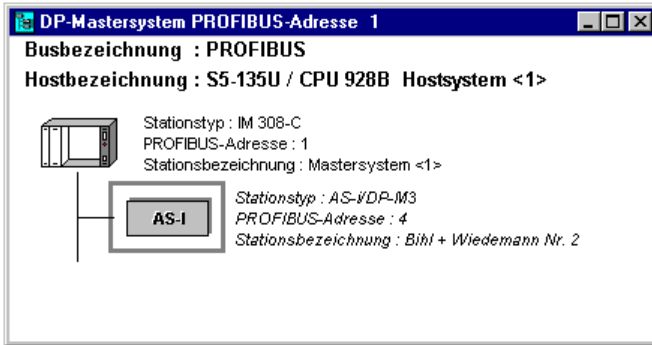 DP-Mastersystem PROFIBUS-Adresse 1
Busbezeichnung : PROFIBUS
Hostbezeichnung : S5-135U / CPU 928B Hostsystem <1>
Stationstyp : IM 308-C
PROFIBUS-Adresse : 1
Stationsbezeichnung : Mastersystem <1>
AS-I
Stationstyp : AS-I/DP-M3
PROFIBUS-Adresse : 4
Stationsbezeichnung : Bihl + Wiedemann Nr. 2